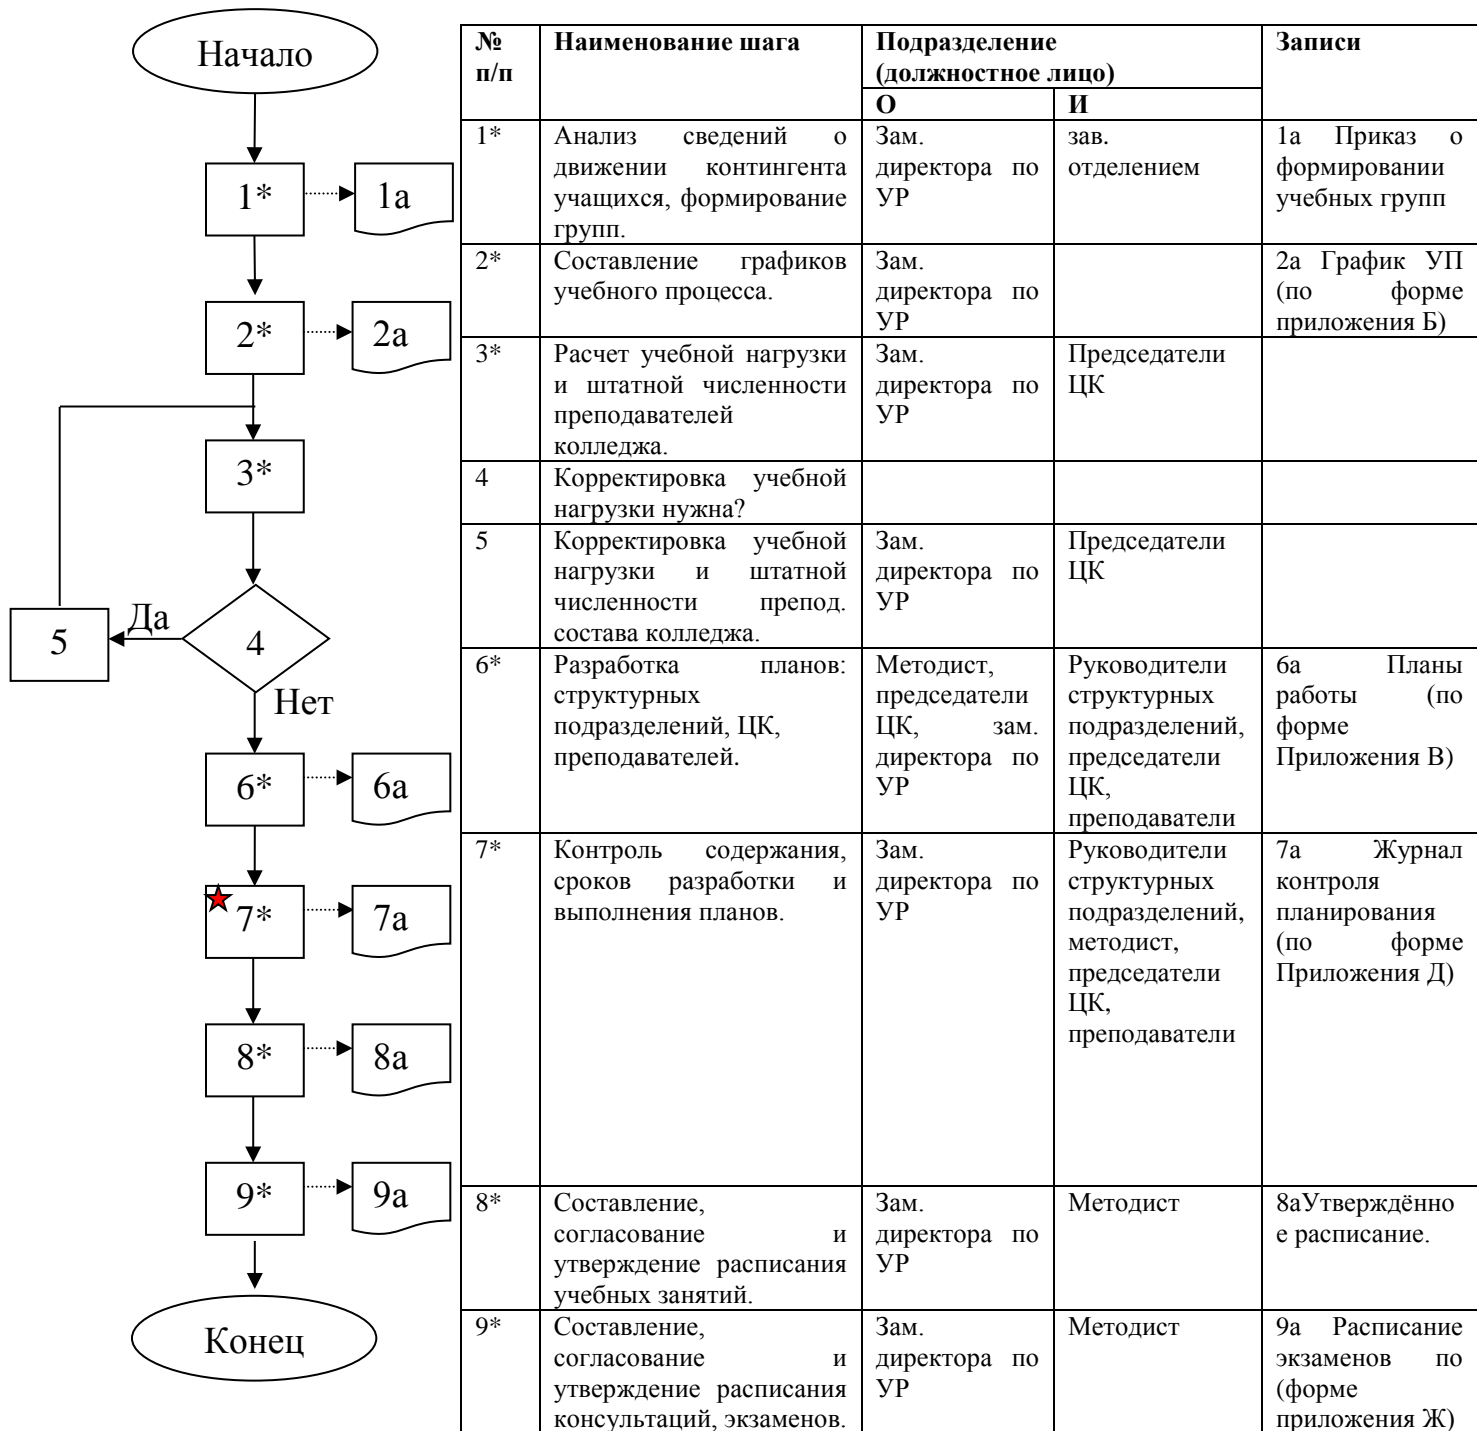 Начало
1*
1а
2*
2а
3*
Да
5
4
Нет
6*
6а
7*
7а
8*
8а
9*
9а
Конец
№ п/п
Наименование шага
Подразделение (должностное лицо)
Записи
О
И
1*
Анализ сведений о
движении контингента
учащихся, формирование
групп.
Зам.
директора по
УР
зав.
отделением
1а Приказ о
формировании
учебных групп
2*
Составление графиков
учебного процесса.
Зам.
директора по
УР
2а График УП
(по форме
приложения Б)
3*
Расчет учебной нагрузки
и штатной численности
преподавателей
колледжа.
Зам.
директора по
УР
Председатели
ЦК
4
Корректировка учебной
нагрузки нужна?
5
Корректировка учебной
нагрузки и штатной
численности препод.
состава колледжа.
Зам.
директора по
УР
Председатели
ЦК
6*
Разработка планов:
структурных
подразделений, ЦК,
преподавателей.
Методист,
председатели
ЦК, зам.
директора по
УР
Руководители
структурных
подразделений,
председатели
ЦК,
преподаватели
6а Планы
работы (по
форме
Приложения В)
7*
Контроль содержания,
сроков разработки и
выполнения планов.
Зам.
директора по
УР
Руководители
структурных
подразделений,
методист,
председатели
ЦК,
преподаватели
7а Журнал
контроля
планирования
(по форме
Приложения Д)
8*
Составление,
согласование и
утверждение расписания
учебных занятий.
Зам.
директора по
УР
Методист
8аУтверждённо
е расписание.
9*
Составление,
согласование и
утверждение расписания
консультаций, экзаменов.
Зам.
директора по
УР
Методист
9а Расписание
экзаменов по
(форме
приложения Ж)